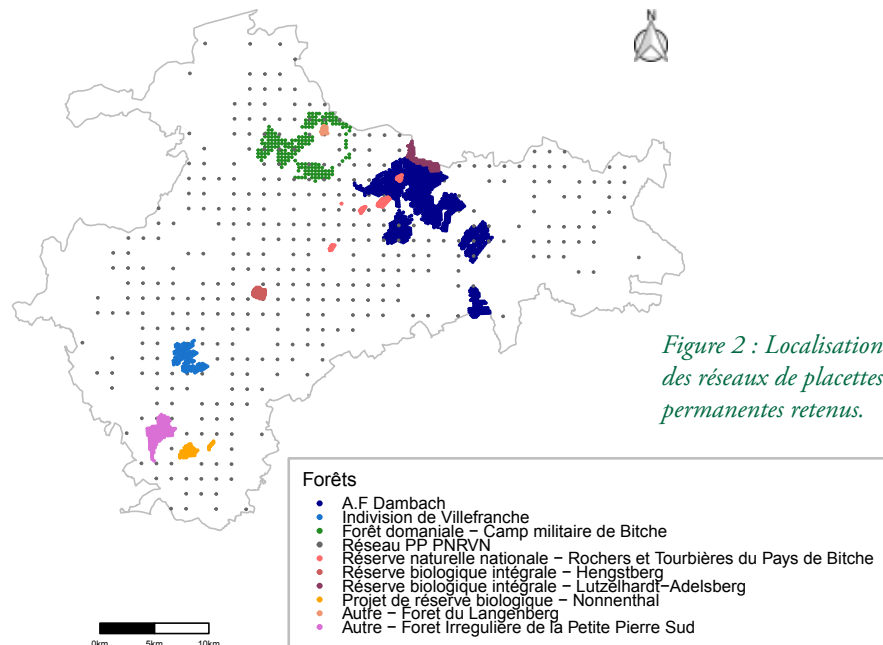 N
Figure 2 : Localisation
des réseaux de placettes
permanentes retenus.
Forêts
A.F Dambach
Indivision de Villefranche
Forêt domaniale – Camp militaire de Bitche
Réseau PP PNRVN
Réserve naturelle nationale – Rochers et Tourbières du Pays de Bitche
Réserve biologique intégrale – Hengstberg
Réserve biologique intégrale – Lutzelhardt–Adelsberg
Projet de réserve biologique – Nonnenthal
Autre – Foret du Langenberg
Autre – Foret Irregulière de la Petite Pierre Sud
0km 5km 10km